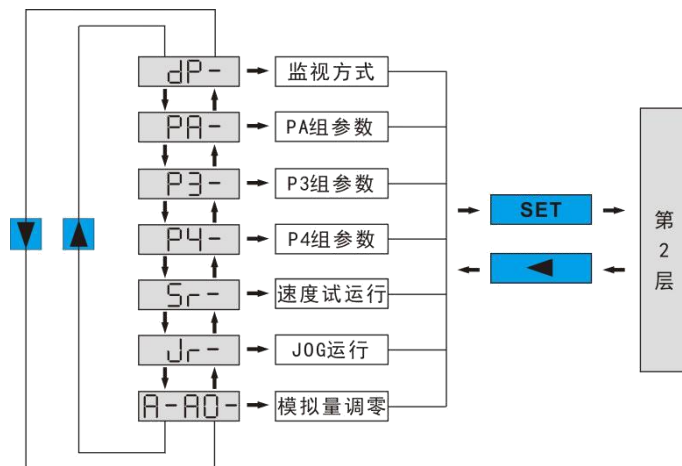 dP-
监视方式
PA-
PA组参数
P3-
P3组参数
P4-
P4组参数
Sr-
速度试运行
Jr-
JOG运行
A-A0-
模拟量调零
SET
第2层